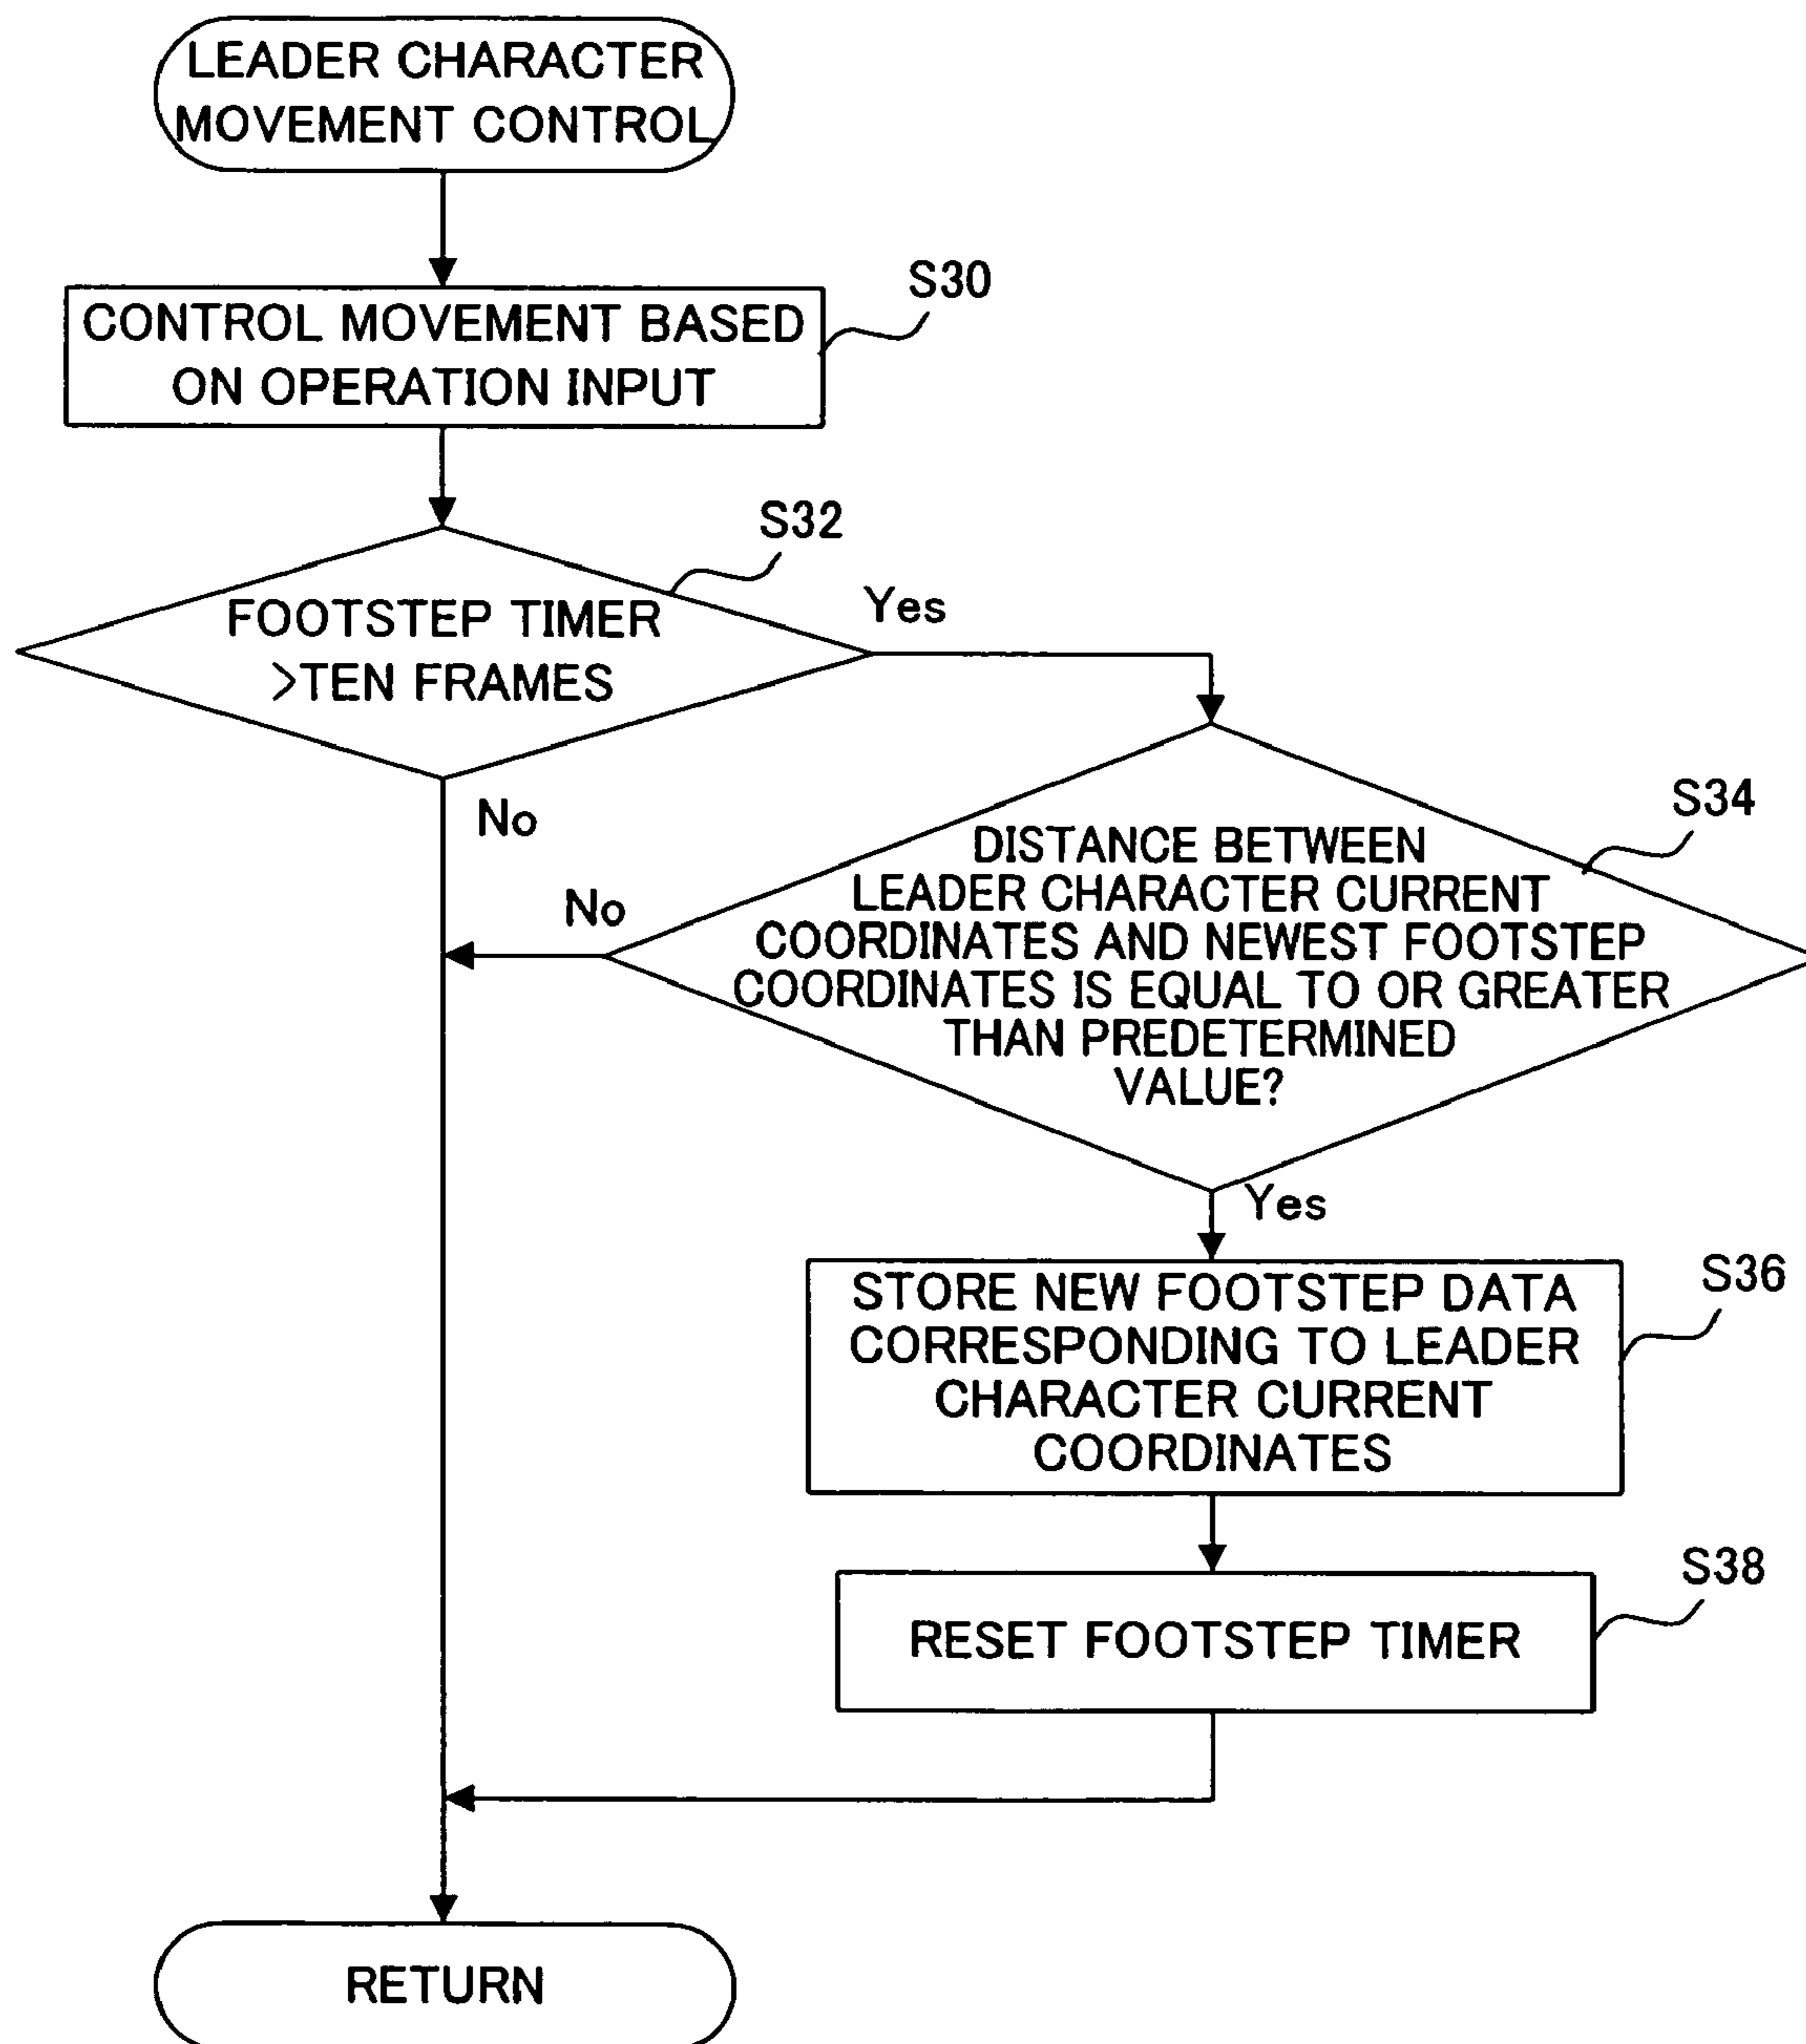 LEADER CHARACTER
MOVEMENT CONTROL
S30
CONTROL MOVEMENT BASED
ON OPERATION INPUT
S32
FOOTSTEP TIMER
>TEN FRAMES
Yes
No
S34
DISTANCE BETWEEN
LEADER CHARACTER CURRENT
COORDINATES AND NEWEST FOOTSTEP
COORDINATES IS EQUAL TO OR GREATER
THAN PREDETERMINED
VALUE?
No
Yes
S36
STORE NEW FOOTSTEP DATA
CORRESPONDING TO LEADER
CHARACTER CURRENT
COORDINATES
S38
RESET FOOTSTEP TIMER
RETURN